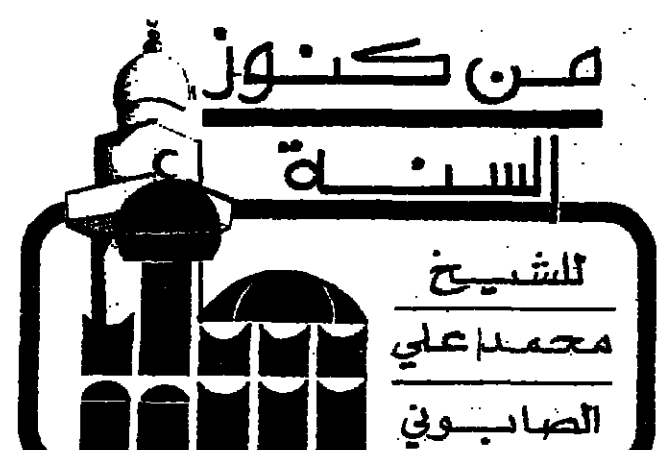 من كنوز
السنة
للشيخ
محمد علي
الصابوني